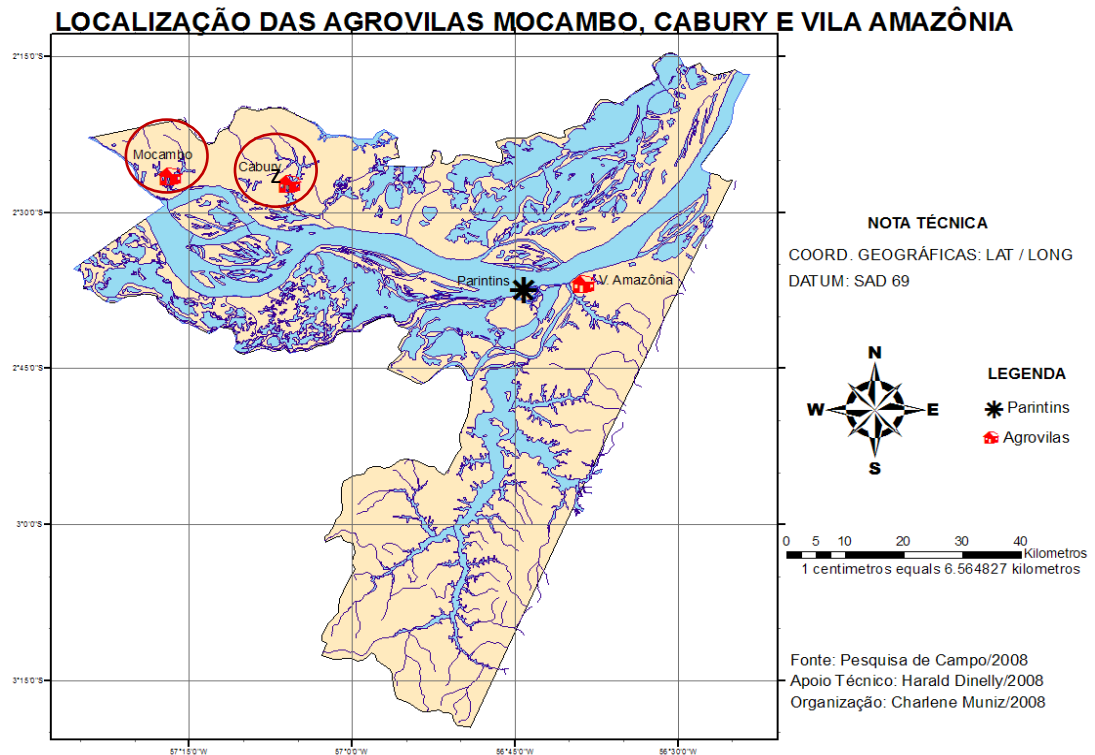 LOCALIZAÇÃO DAS AGROVILAS MOCAMBO, CABURY E VILA AMAZÔNIA
2°15'0"S
2°30'0"S
2°45'0"S
3°0'0"S
3°15'0"S
Mocambo
Cabury
Z
Parintins
V. Amazônia
57°15'0"W
57°0'0"W
56°45'0"W
56°30'0"W
NOTA TÉCNICA
COORD. GEOGRÁFICAS: LAT / LONG
DATUM: SAD 69
N
W
E
S
LEGENDA
Parintins
Agrovilas
0 5 10 20 30 40
Kilometros
1 centimetros equals 6.564827 kilometros
Fonte: Pesquisa de Campo/2008
Apoio Técnico: Harald Dinelly/2008
Organização: Charlene Muniz/2008